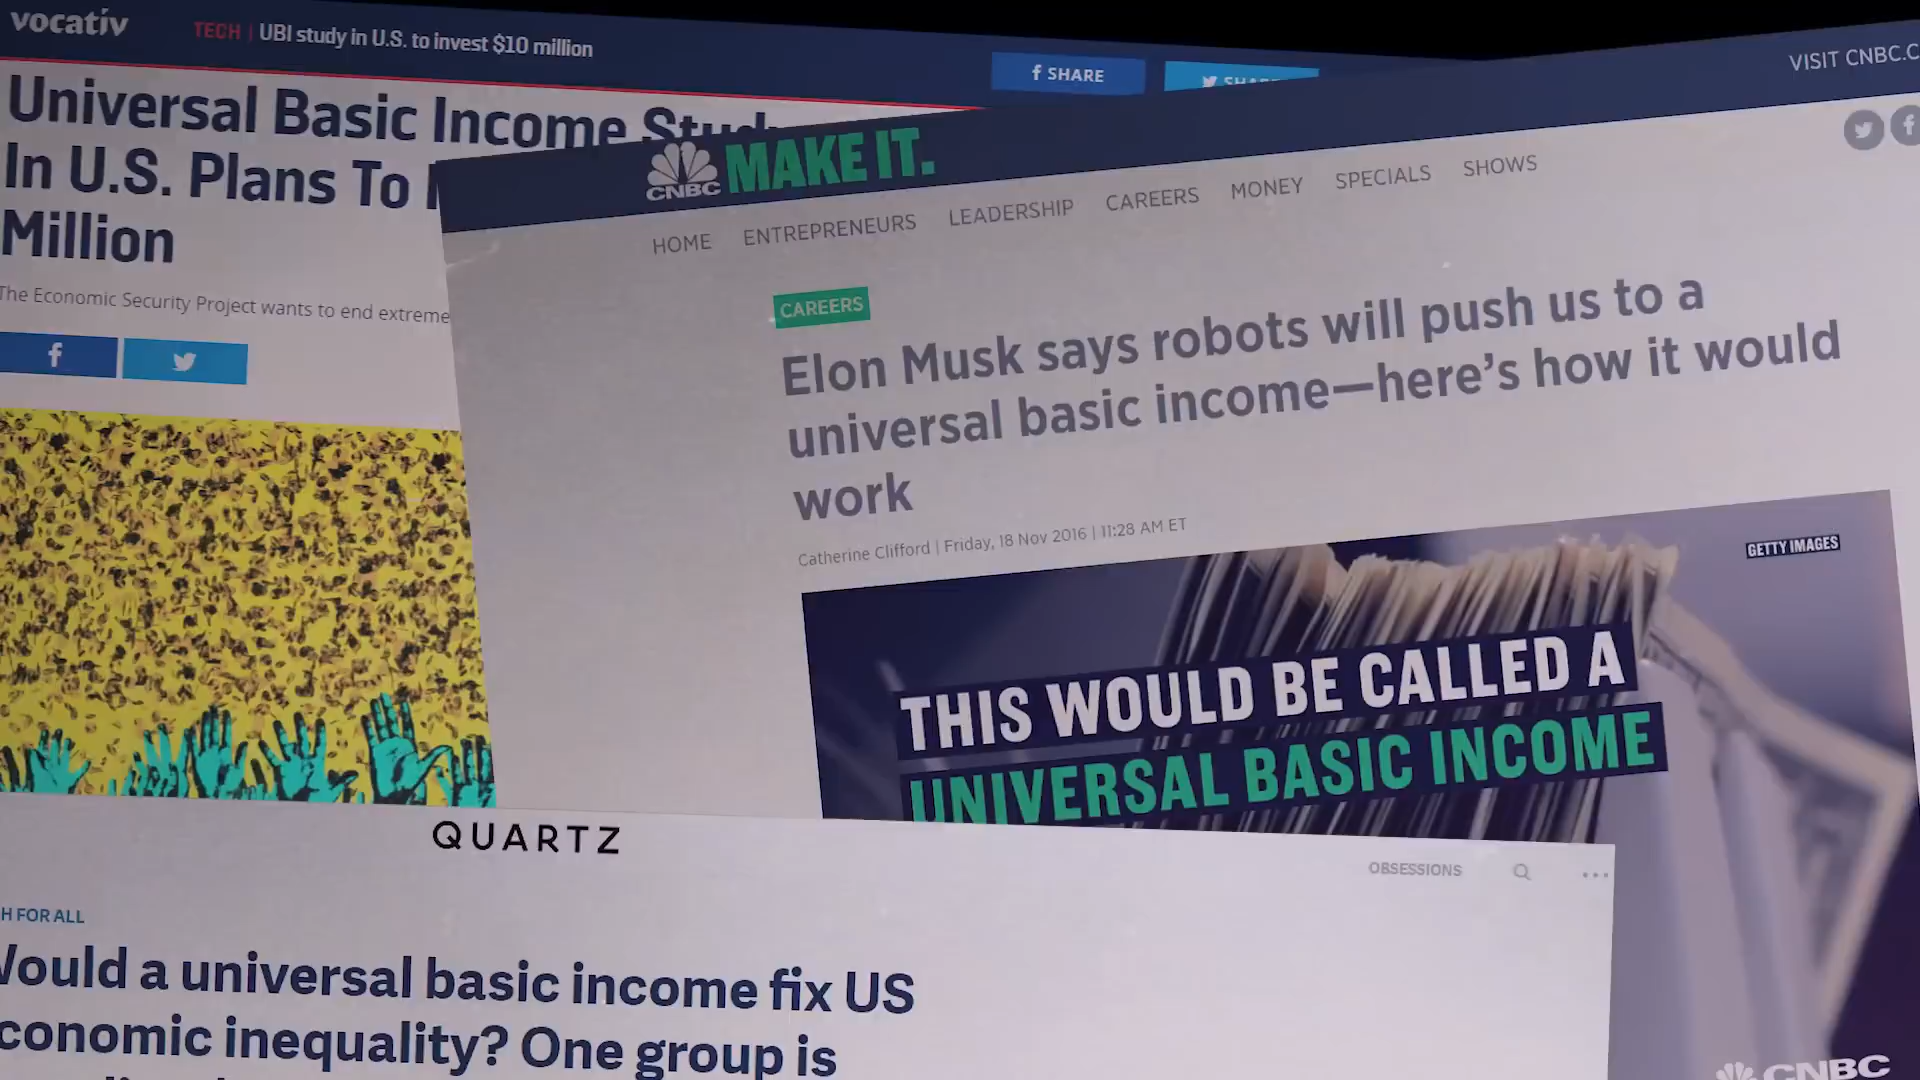 vocativ
TECH | UBI study in U.S. to invest $10 million
SHARE
Universal Basic Income
In U.S. Plans To
Million
The Economic Security Project wants to end extreme
VISIT CNBC.C
CNBC MAKE IT.
HOME ENTREPRENEURS LEADERSHIP CAREERS MONEY SPECIALS SHOWS
CAREERS
Elon Musk says robots will push us to a
universal basic income—here's how it would
work
Catherine Clifford | Friday, 18 Nov 2016 | 11:28 AM ET
GETTY IMAGES
THIS WOULD BE CALLED A
UNIVERSAL BASIC INCOME
QUARTZ
OBSESSIONS
H FOR ALL
ould a universal basic income fix US
conomic inequality? One group is
CNBC